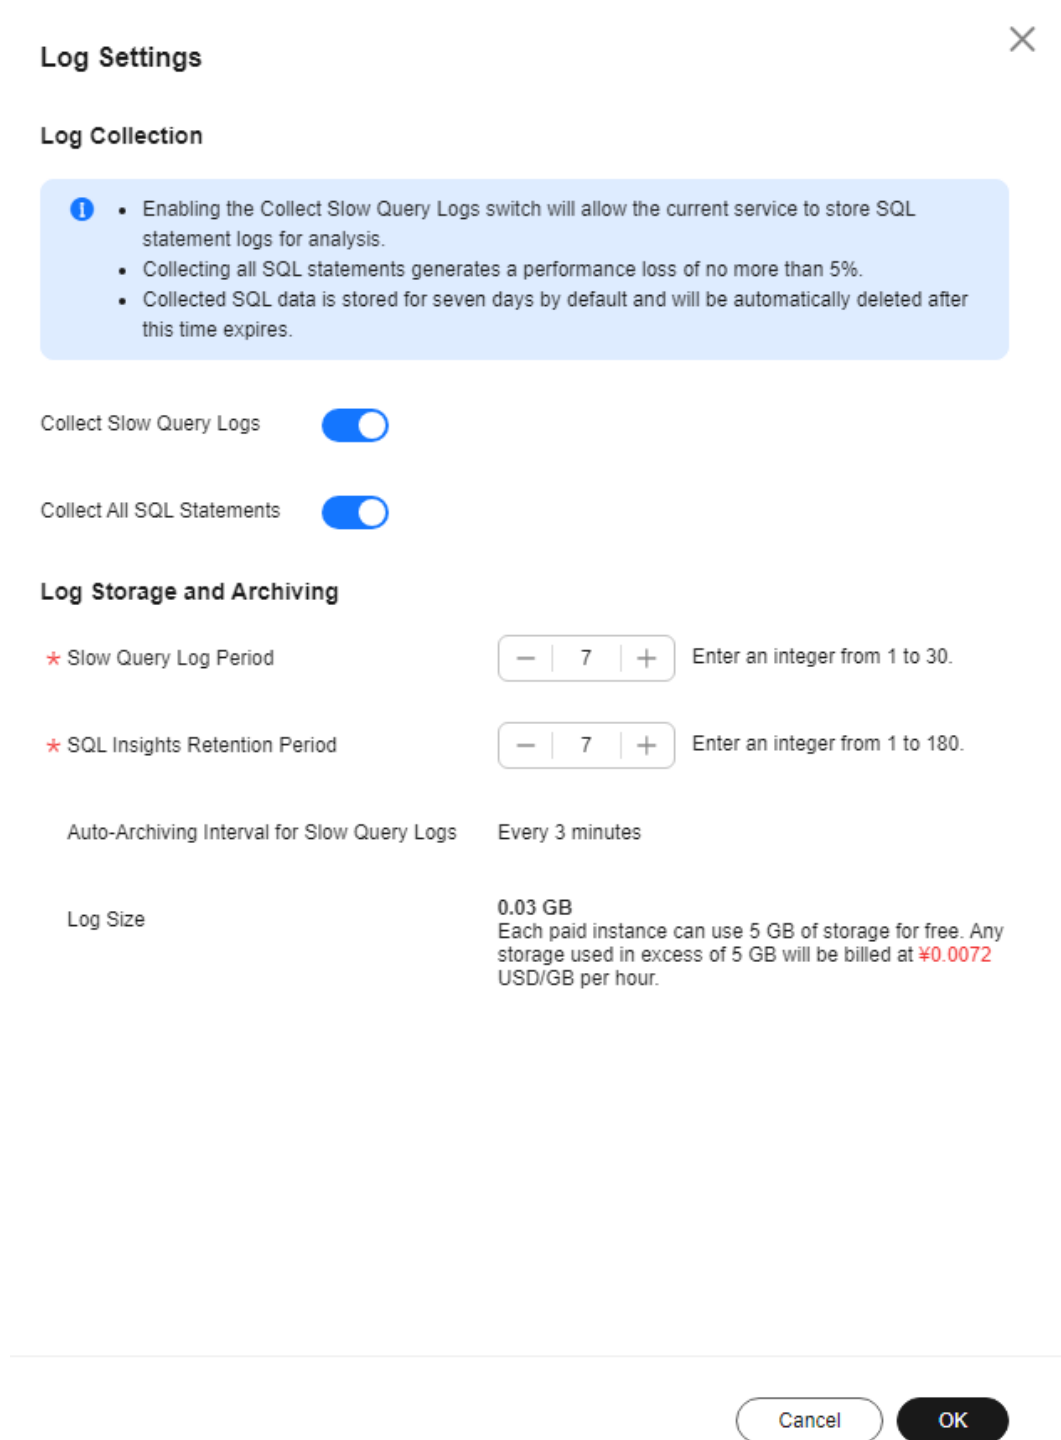 Log Settings
Log Collection
• Enabling the Collect Slow Query Logs switch will allow the current service to store SQL
statement logs for analysis.
• Collecting all SQL statements generates a performance loss of no more than 5%.
• Collected SQL data is stored for seven days by default and will be automatically deleted after
this time expires.
Collect Slow Query Logs
Collect All SQL Statements
Log Storage and Archiving
* Slow Query Log Period − 7 + Enter an integer from 1 to 30.
* SQL Insights Retention Period − 7 + Enter an integer from 1 to 180.
Auto-Archiving Interval for Slow Query Logs Every 3 minutes
Log Size 0.03 GB
Each paid instance can use 5 GB of storage for free. Any
storage used in excess of 5 GB will be billed at ¥0.0072
USD/GB per hour.
Cancel OK